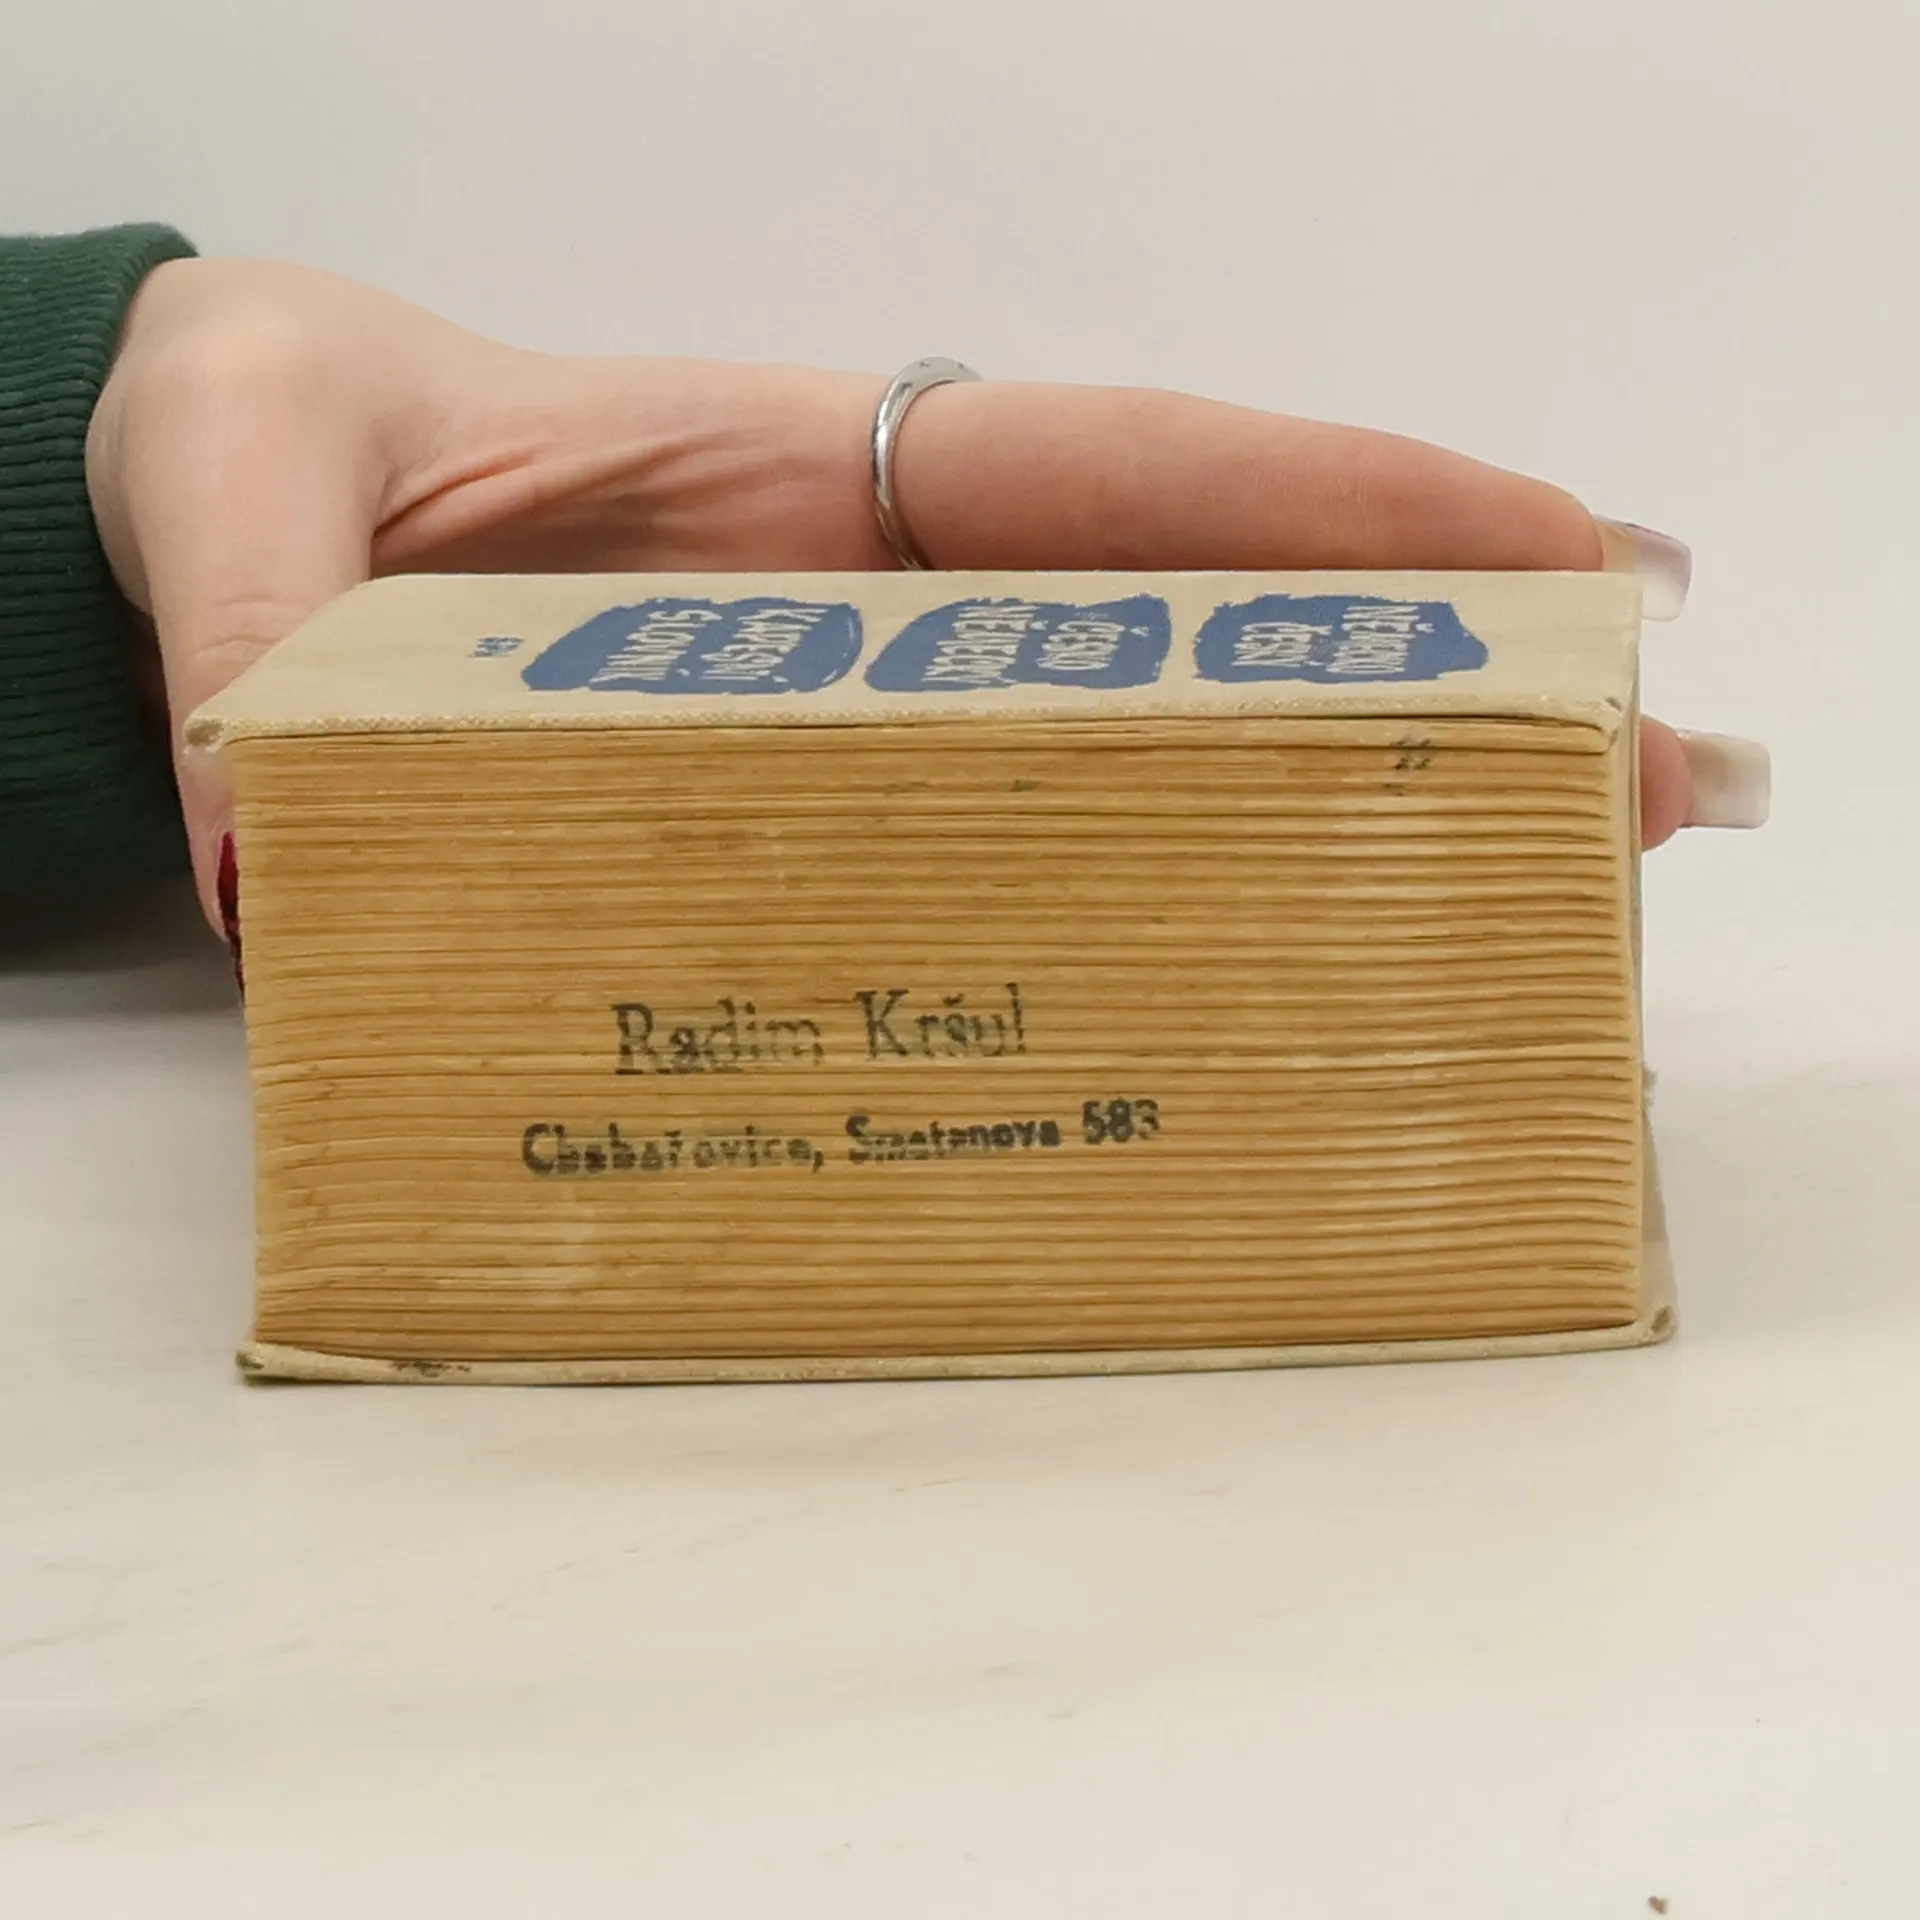 NĚMECKO
ČESKÝ
ČESKO
NĚMECKÝ
KAPESNÍ
SLOVNÍK
Radim Kršul
Chabařovice, Smetanova 583